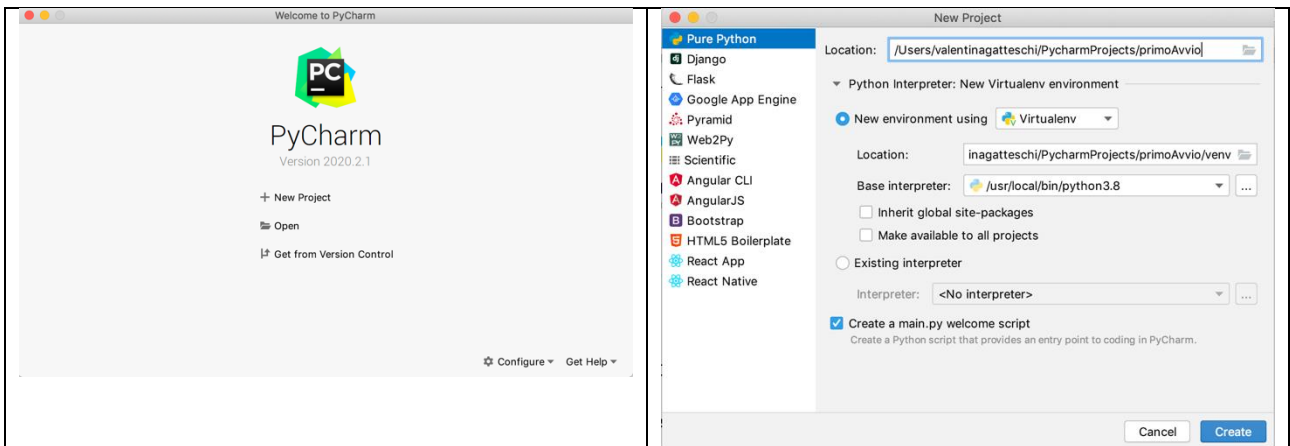 Welcome to PyCharm
PC
PyCharm
Version 2020.2.1
+ New Project
Open
Get from Version Control
Configure
Get Help
New Project
Pure Python
Django
Flask
Google App Engine
Pyramid
Web2Py
Scientific
Angular CLI
AngularJS
Bootstrap
HTML5 Boilerplate
React App
React Native
Location: /Users/valentinagatteschi/PycharmProjects/primoAvvio
Python Interpreter: New Virtualenv environment
New environment using Virtualenv
Location: inagatteschi/PycharmProjects/primoAvvio/venv
Base interpreter: /usr/local/bin/python3.8 ...
Inherit global site-packages
Make available to all projects
Existing interpreter
Interpreter: <No interpreter> ...
Create a main.py welcome script
Create a Python script that provides an entry point to coding in PyCharm.
Cancel Create